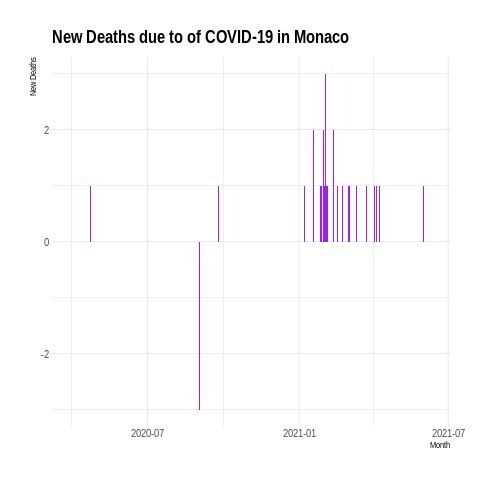 New Deaths due to of COVID-19 in Monaco
New Deaths
2
0
-2
2020-07
2021-01
2021-07
Month